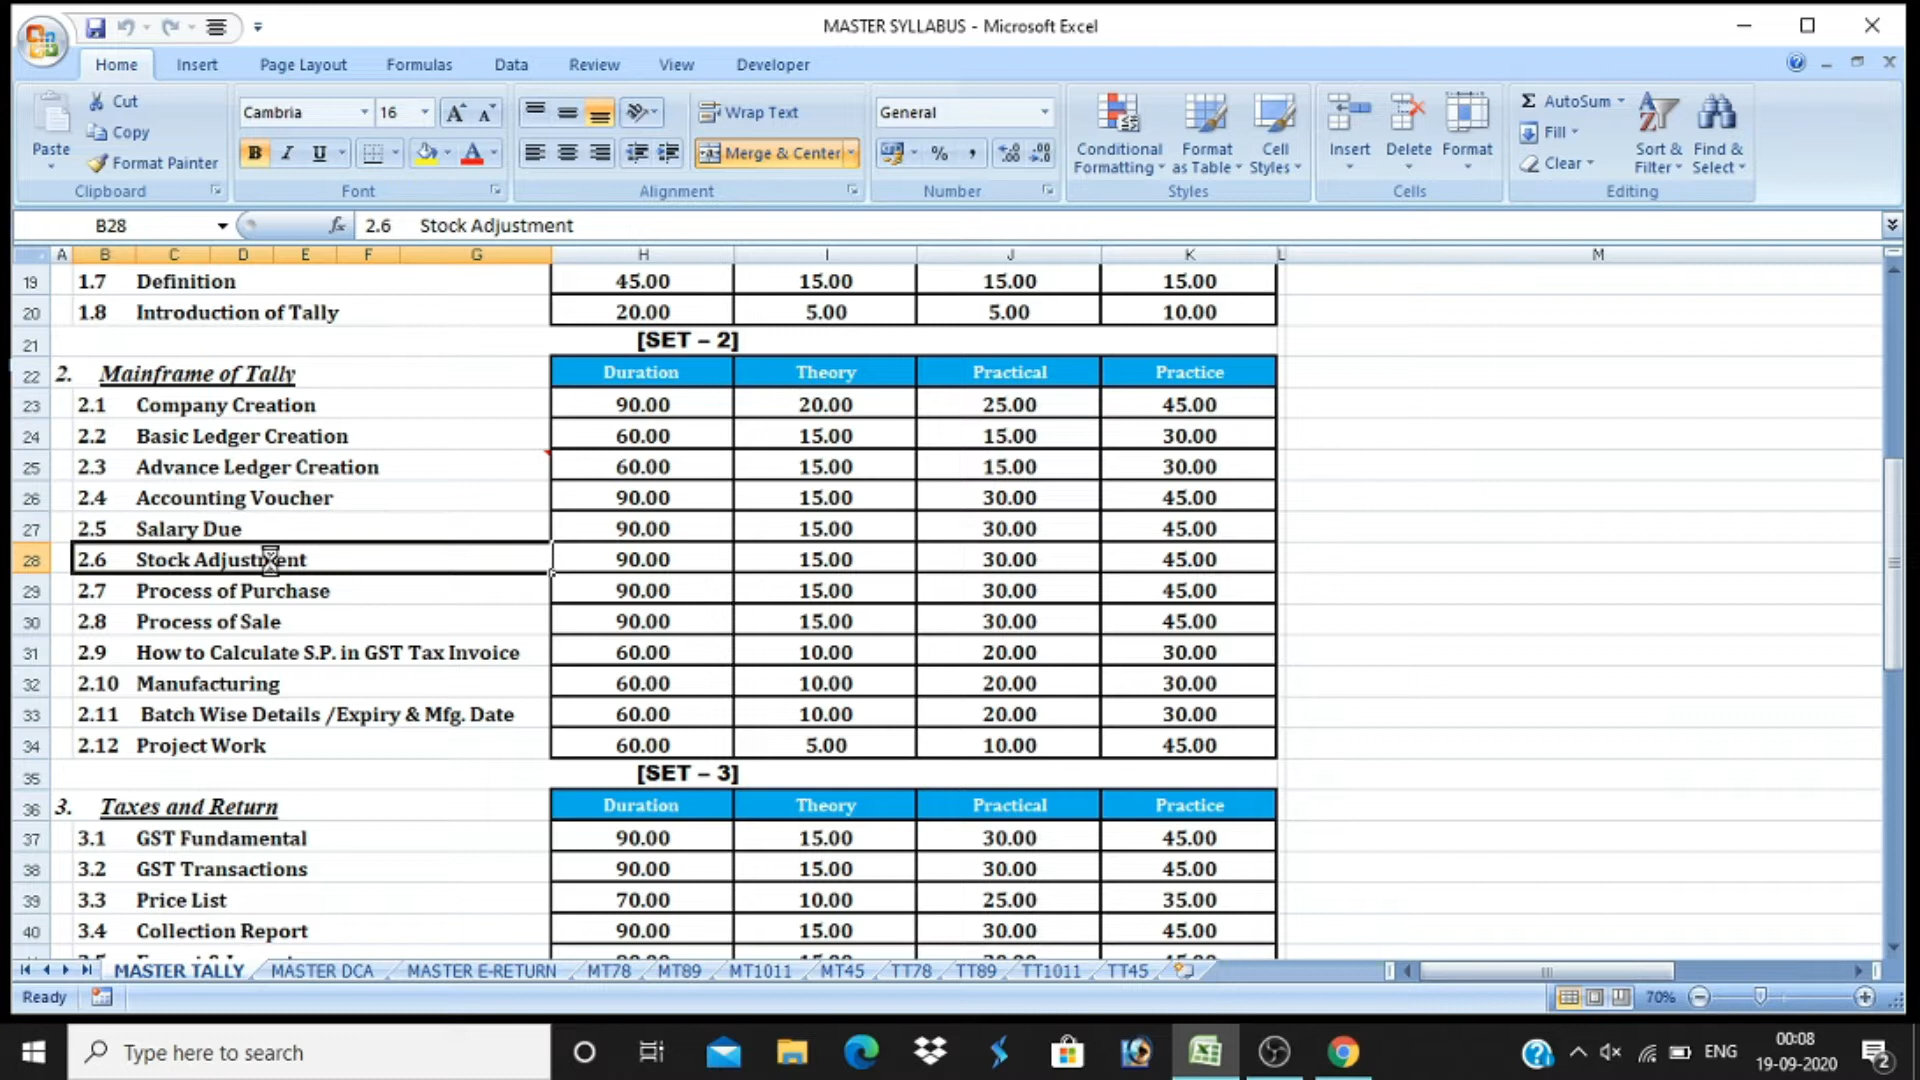 MASTER SYLLABUS - Microsoft Excel
Home Insert Page Layout Formulas Data Review View Developer
Paste Cut Copy Format Painter Clipboard
Cambria 16 B I U A Font
Wrap Text Merge & Center Alignment
General % , Number
Conditional Formatting Format as Table Cell Styles Styles
Insert Delete Format Cells
Σ AutoSum Fill Clear Sort & Filter Find & Select Editing
B28 fx 2.6 Stock Adjustment
A B C D E F G H I J K L M
19 1.7 Definition 45.00 15.00 15.00 15.00
20 1.8 Introduction of Tally 20.00 5.00 5.00 10.00
21 [SET – 2]
22 2. Mainframe of Tally Duration Theory Practical Practice
23 2.1 Company Creation 90.00 20.00 25.00 45.00
24 2.2 Basic Ledger Creation 60.00 15.00 15.00 30.00
25 2.3 Advance Ledger Creation 60.00 15.00 15.00 30.00
26 2.4 Accounting Voucher 90.00 15.00 30.00 45.00
27 2.5 Salary Due 90.00 15.00 30.00 45.00
28 2.6 Stock Adjustment 90.00 15.00 30.00 45.00
29 2.7 Process of Purchase 90.00 15.00 30.00 45.00
30 2.8 Process of Sale 90.00 15.00 30.00 45.00
31 2.9 How to Calculate S.P. in GST Tax Invoice 60.00 10.00 20.00 30.00
32 2.10 Manufacturing 60.00 10.00 20.00 30.00
33 2.11 Batch Wise Details /Expiry & Mfg. Date 60.00 10.00 20.00 30.00
34 2.12 Project Work 60.00 5.00 10.00 45.00
35 [SET – 3]
36 3. Taxes and Return Duration Theory Practical Practice
37 3.1 GST Fundamental 90.00 15.00 30.00 45.00
38 3.2 GST Transactions 90.00 15.00 30.00 45.00
39 3.3 Price List 70.00 10.00 25.00 35.00
40 3.4 Collection Report 90.00 15.00 30.00 45.00
MASTER TALLY MASTER DCA MASTER E-RETURN MT78 MT89 MT1011 MT45 TT78 TT89 TT1011 TT45
Ready 70%
Type here to search ENG 00:08
19-09-2020 2